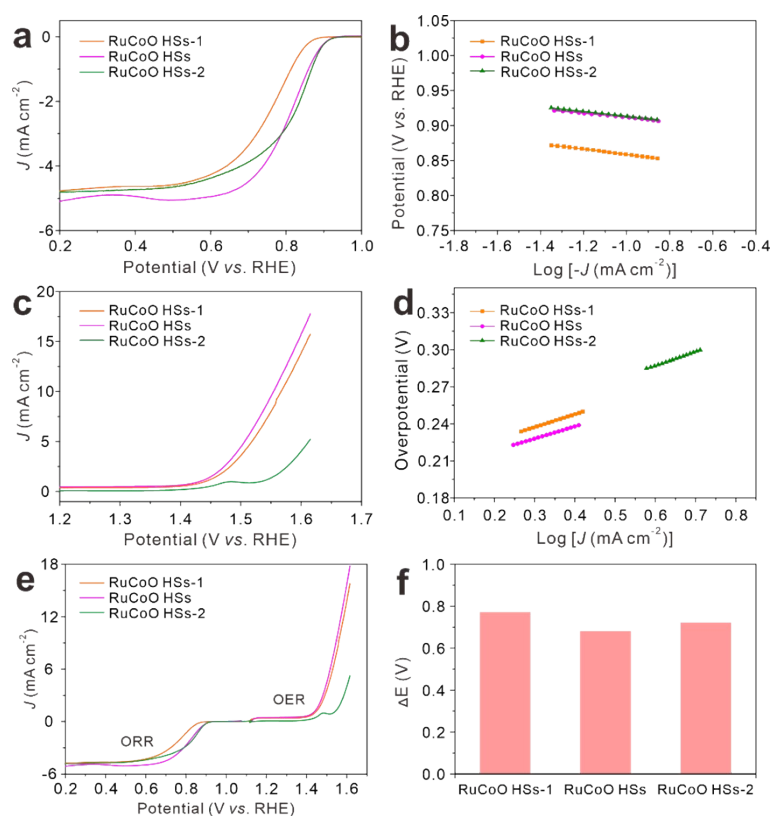 a
RuCoO HSs-1
RuCoO HSs
RuCoO HSs-2
0
-2
-4
-6
0.2 0.4 0.6 0.8 1.0
J (mA cm⁻²)
Potential (V vs. RHE)
b
RuCoO HSs-1
RuCoO HSs
RuCoO HSs-2
1.05
1.00
0.95
0.90
0.85
0.80
0.75
-1.8 -1.6 -1.4 -1.2 -1.0 -0.8 -0.6 -0.4
Potential (V vs. RHE)
Log [-J (mA cm⁻²)]
c
RuCoO HSs-1
RuCoO HSs
RuCoO HSs-2
20
15
10
5
0
1.2 1.3 1.4 1.5 1.6 1.7
J (mA cm⁻²)
Potential (V vs. RHE)
d
RuCoO HSs-1
RuCoO HSs
RuCoO HSs-2
0.36
0.30
0.24
0.18
0.1 0.2 0.3 0.4 0.5 0.6 0.7 0.8
Overpotential (V)
Log [J (mA cm⁻²)]
e
RuCoO HSs-1
RuCoO HSs
RuCoO HSs-2
OER
ORR
18
12
6
0
-6
0.2 0.4 0.6 0.8 1.0 1.2 1.4 1.6
J (mA cm⁻²)
Potential (V vs. RHE)
f
1.0
0.8
0.6
0.4
0.2
0.0
ΔE (V)
RuCoO HSs-1 RuCoO HSs RuCoO HSs-2